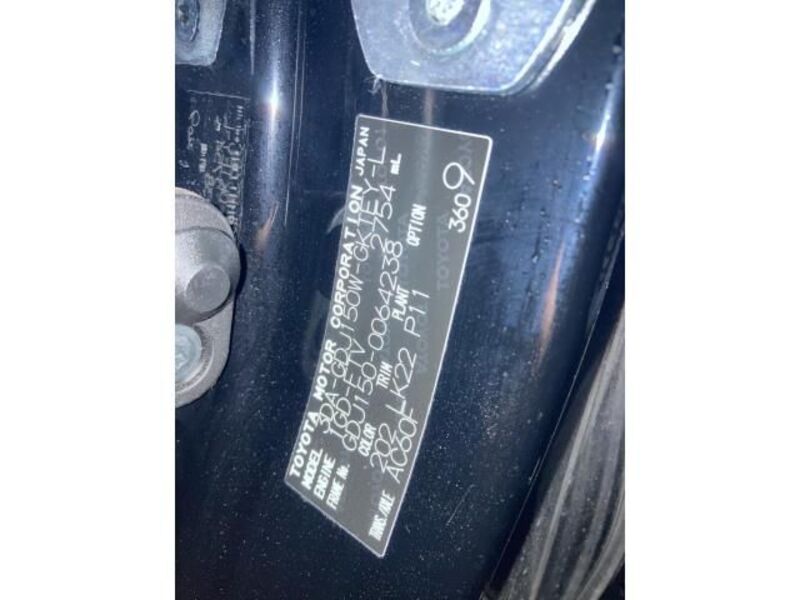 TOYOTA MOTOR CORPORATION JAPAN
MODEL 3DA-GDJ150W-GKTEY-L
ENGINE 1GD-FTV 2754 mL
FRAME No. GDJ150-0064238
COLOR TRIM PLANT OPTION
202 LK22 P11 3609
TRANS/AXLE AC60F